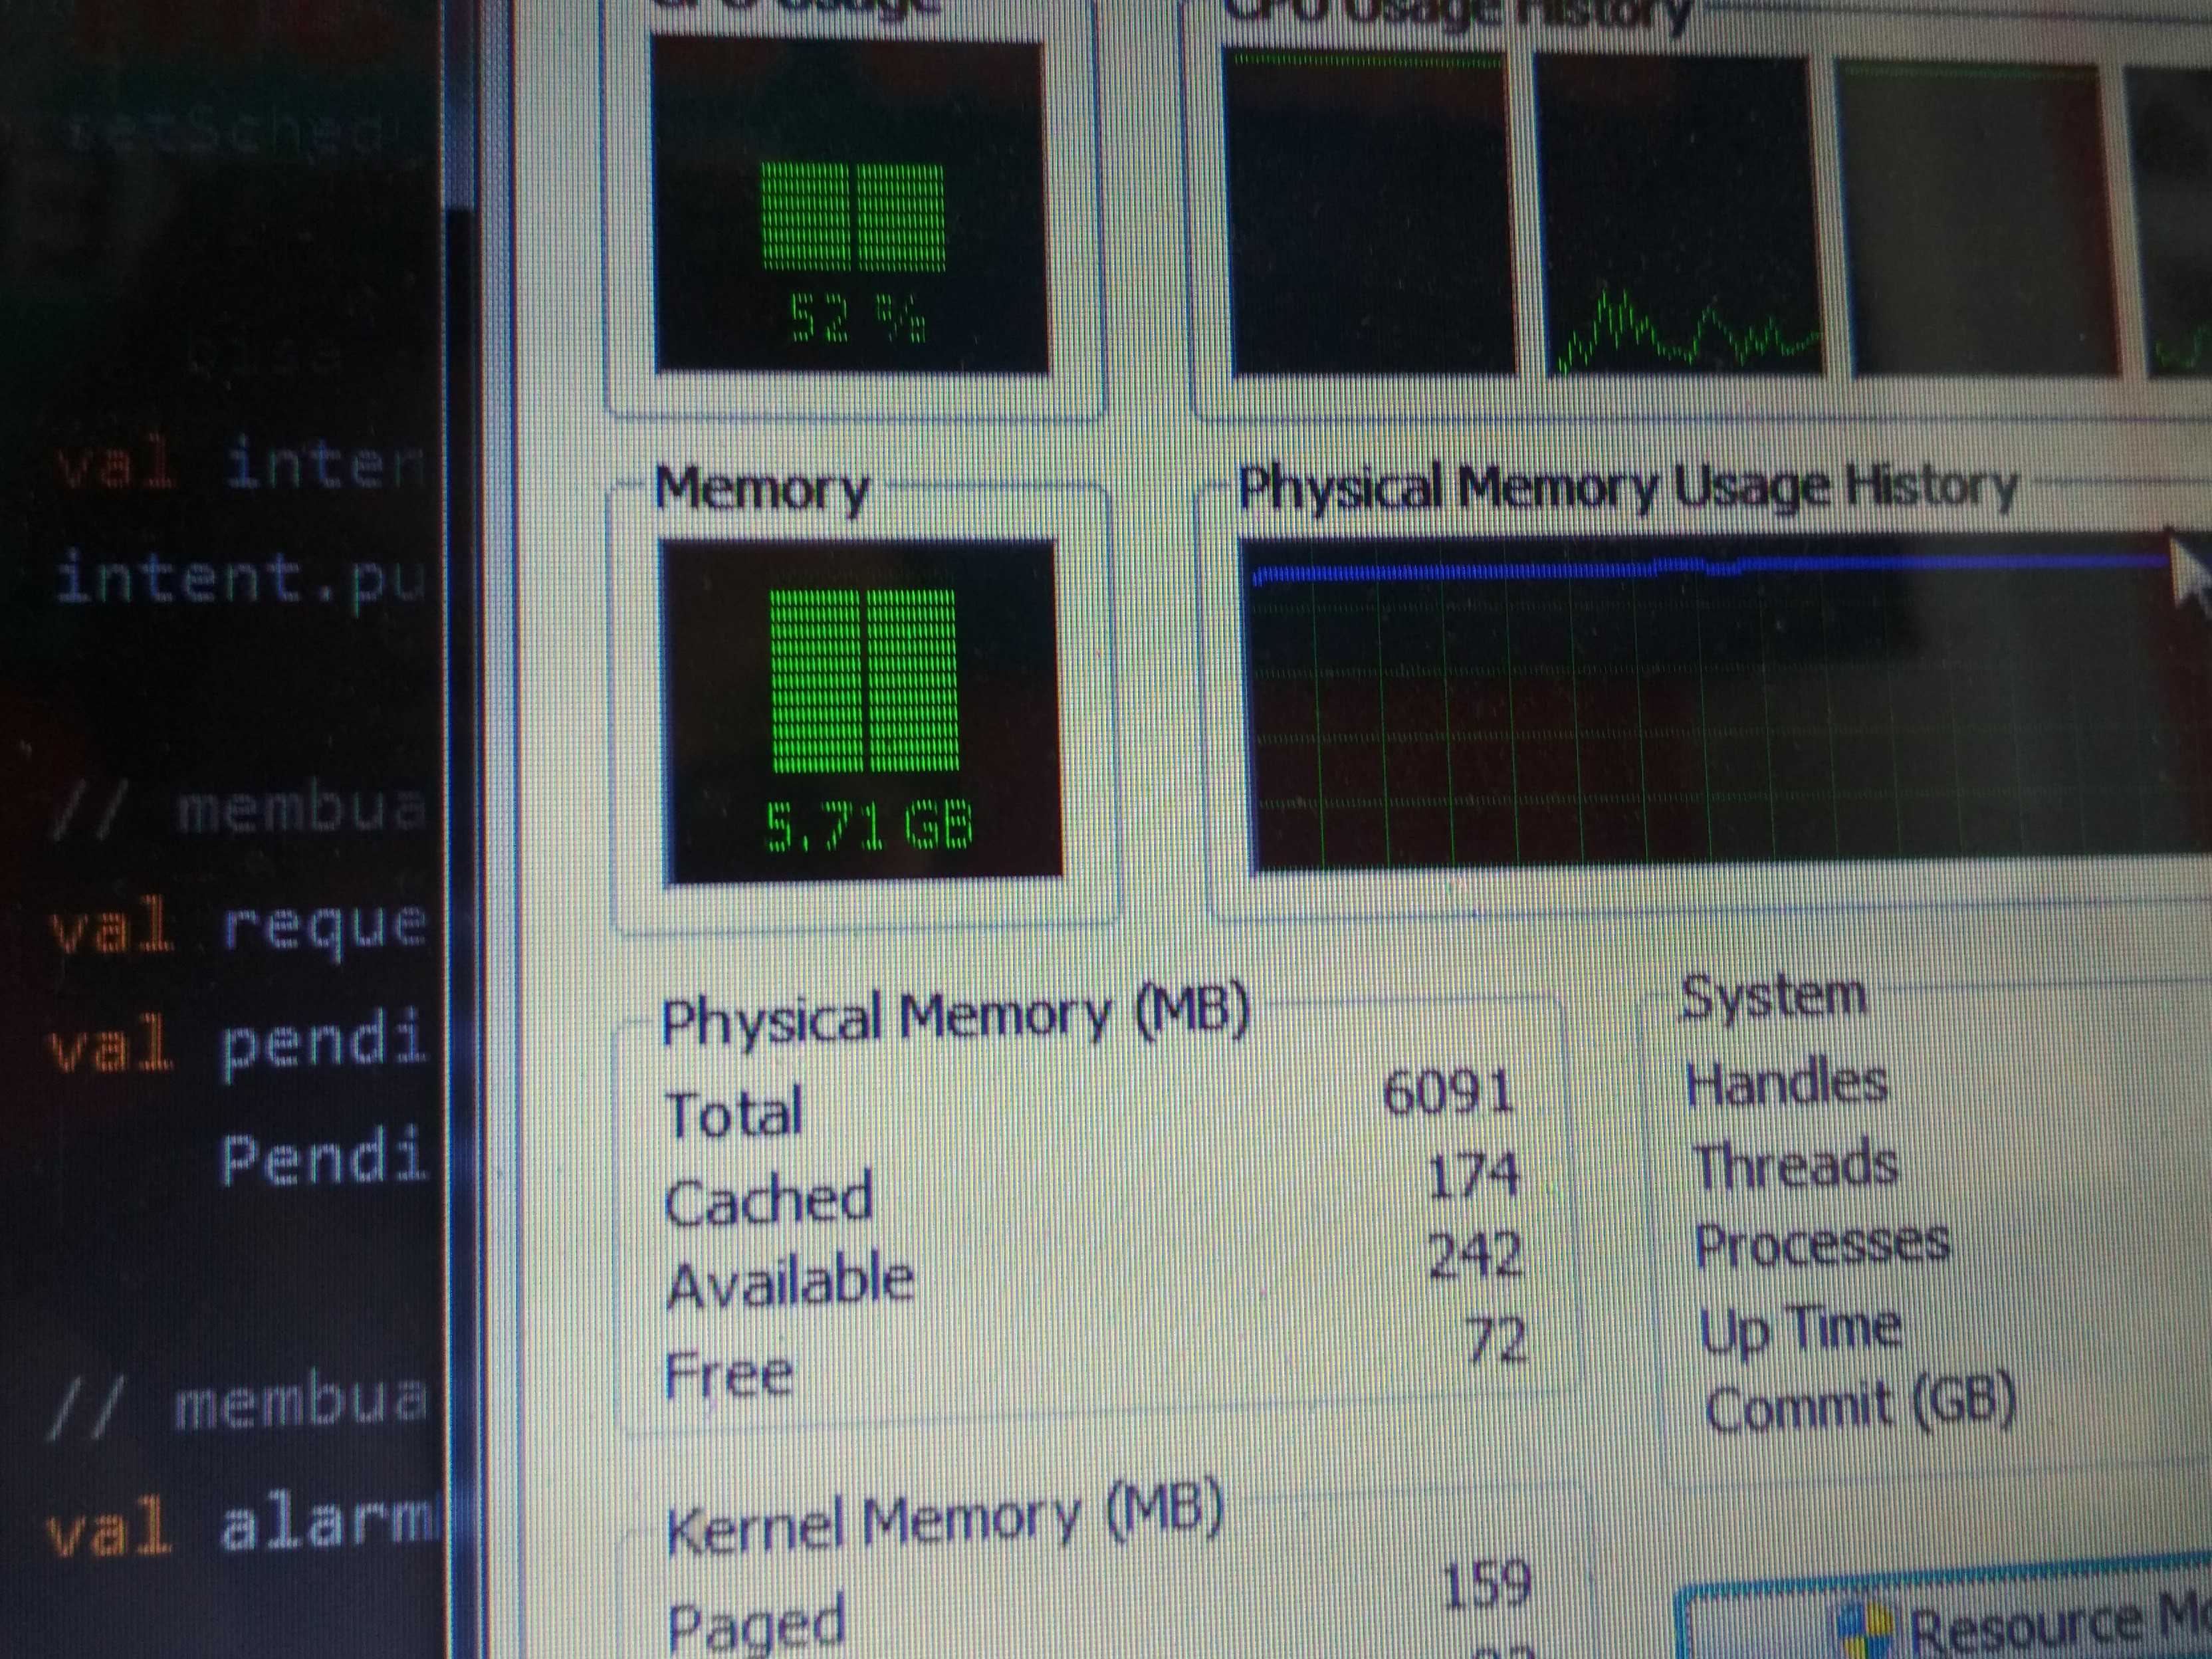 CPU Usage
CPU Usage History
setSched
bisa
52 %
val inten
intent.pu
Memory
Physical Memory Usage History
// membua
5.71 GB
val reque
val pendi
Pendi
Physical Memory (MB)
Total 6091
Cached 174
Available 242
Free 72
System
Handles
Threads
Processes
Up Time
Commit (GB)
// membua
val alarm
Kernel Memory (MB)
Paged 159
Resource Mo